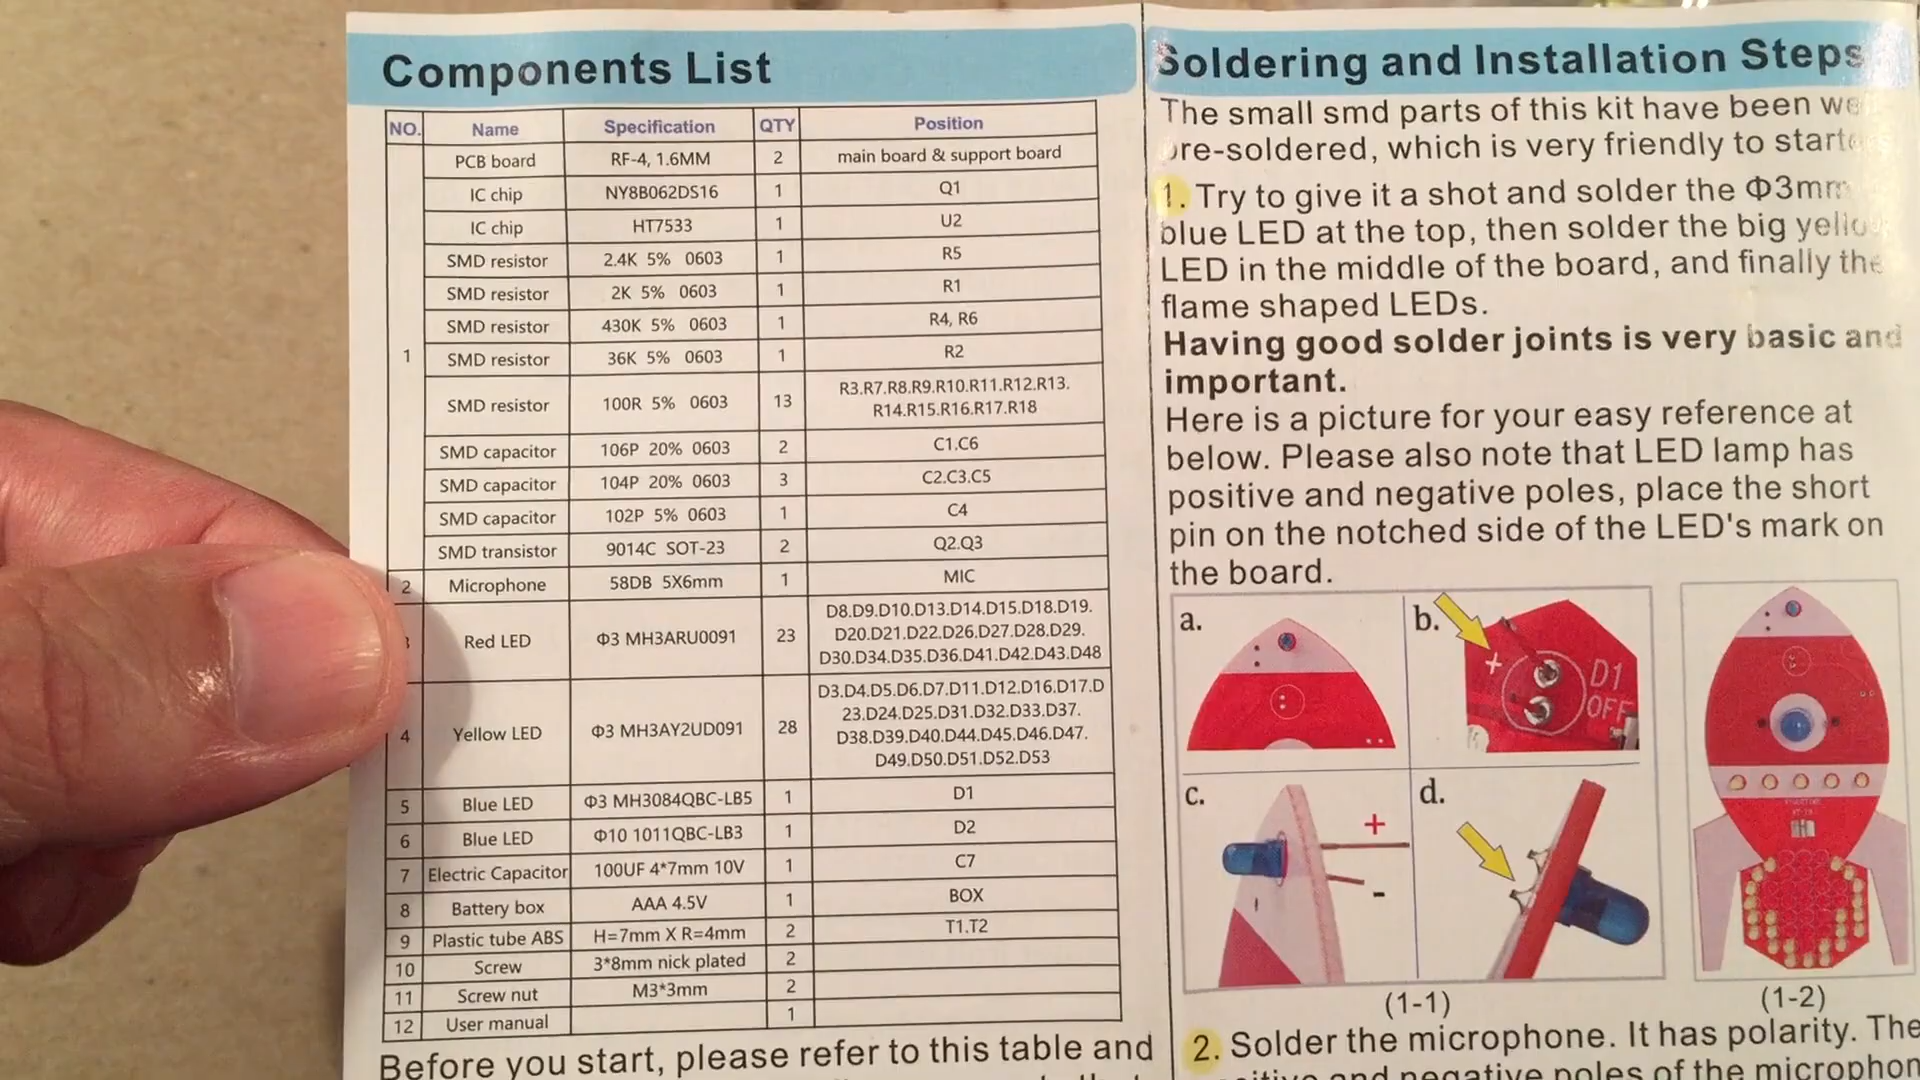 Components List
NO. Name Specification QTY Position
1
PCB board RF-4, 1.6MM 2 main board & support board
IC chip NY8B062DS16 1 Q1
IC chip HT7533 1 U2
SMD resistor 2.4K 5% 0603 1 R5
SMD resistor 2K 5% 0603 1 R1
SMD resistor 430K 5% 0603 1 R4, R6
SMD resistor 36K 5% 0603 1 R2
SMD resistor 100R 5% 0603 13 R3.R7.R8.R9.R10.R11.R12.R13.
R14.R15.R16.R17.R18
SMD capacitor 106P 20% 0603 2 C1.C6
SMD capacitor 104P 20% 0603 3 C2.C3.C5
SMD capacitor 102P 5% 0603 1 C4
SMD transistor 9014C SOT-23 2 Q2.Q3
2 Microphone 58DB 5X6mm 1 MIC
Red LED Φ3 MH3ARU0091 23 D8.D9.D10.D13.D14.D15.D18.D19.
D20.D21.D22.D26.D27.D28.D29.
D30.D34.D35.D36.D41.D42.D43.D48
4 Yellow LED Φ3 MH3AY2UD091 28 D3.D4.D5.D6.D7.D11.D12.D16.D17.D
23.D24.D25.D31.D32.D33.D37.
D38.D39.D40.D44.D45.D46.D47.
D49.D50.D51.D52.D53
5 Blue LED Φ3 MH3084QBC-LB5 1 D1
6 Blue LED Φ10 1011QBC-LB3 1 D2
7 Electric Capacitor 100UF 4*7mm 10V 1 C7
8 Battery box AAA 4.5V 1 BOX
9 Plastic tube ABS H=7mm X R=4mm 2 T1.T2
10 Screw 3*8mm nick plated 2
11 Screw nut M3*3mm 2
12 User manual 1
Before you start, please refer to this table and
Soldering and Installation Steps
The small smd parts of this kit have been
pre-soldered, which is very friendly to
1. Try to give it a shot and solder the Φ3mm
blue LED at the top, then solder the big
LED in the middle of the board, and finally the
flame shaped LEDs.
Having good solder joints is very basic and
important.
Here is a picture for your easy reference at
below. Please also note that LED lamp has
positive and negative poles, place the short
pin on the notched side of the LED's mark on
the board.
a.
b.
+
D1
OFF
c.
+
-
d.
(1-1)
(1-2)
2. Solder the microphone. It has polarity. The
and negative poles of the